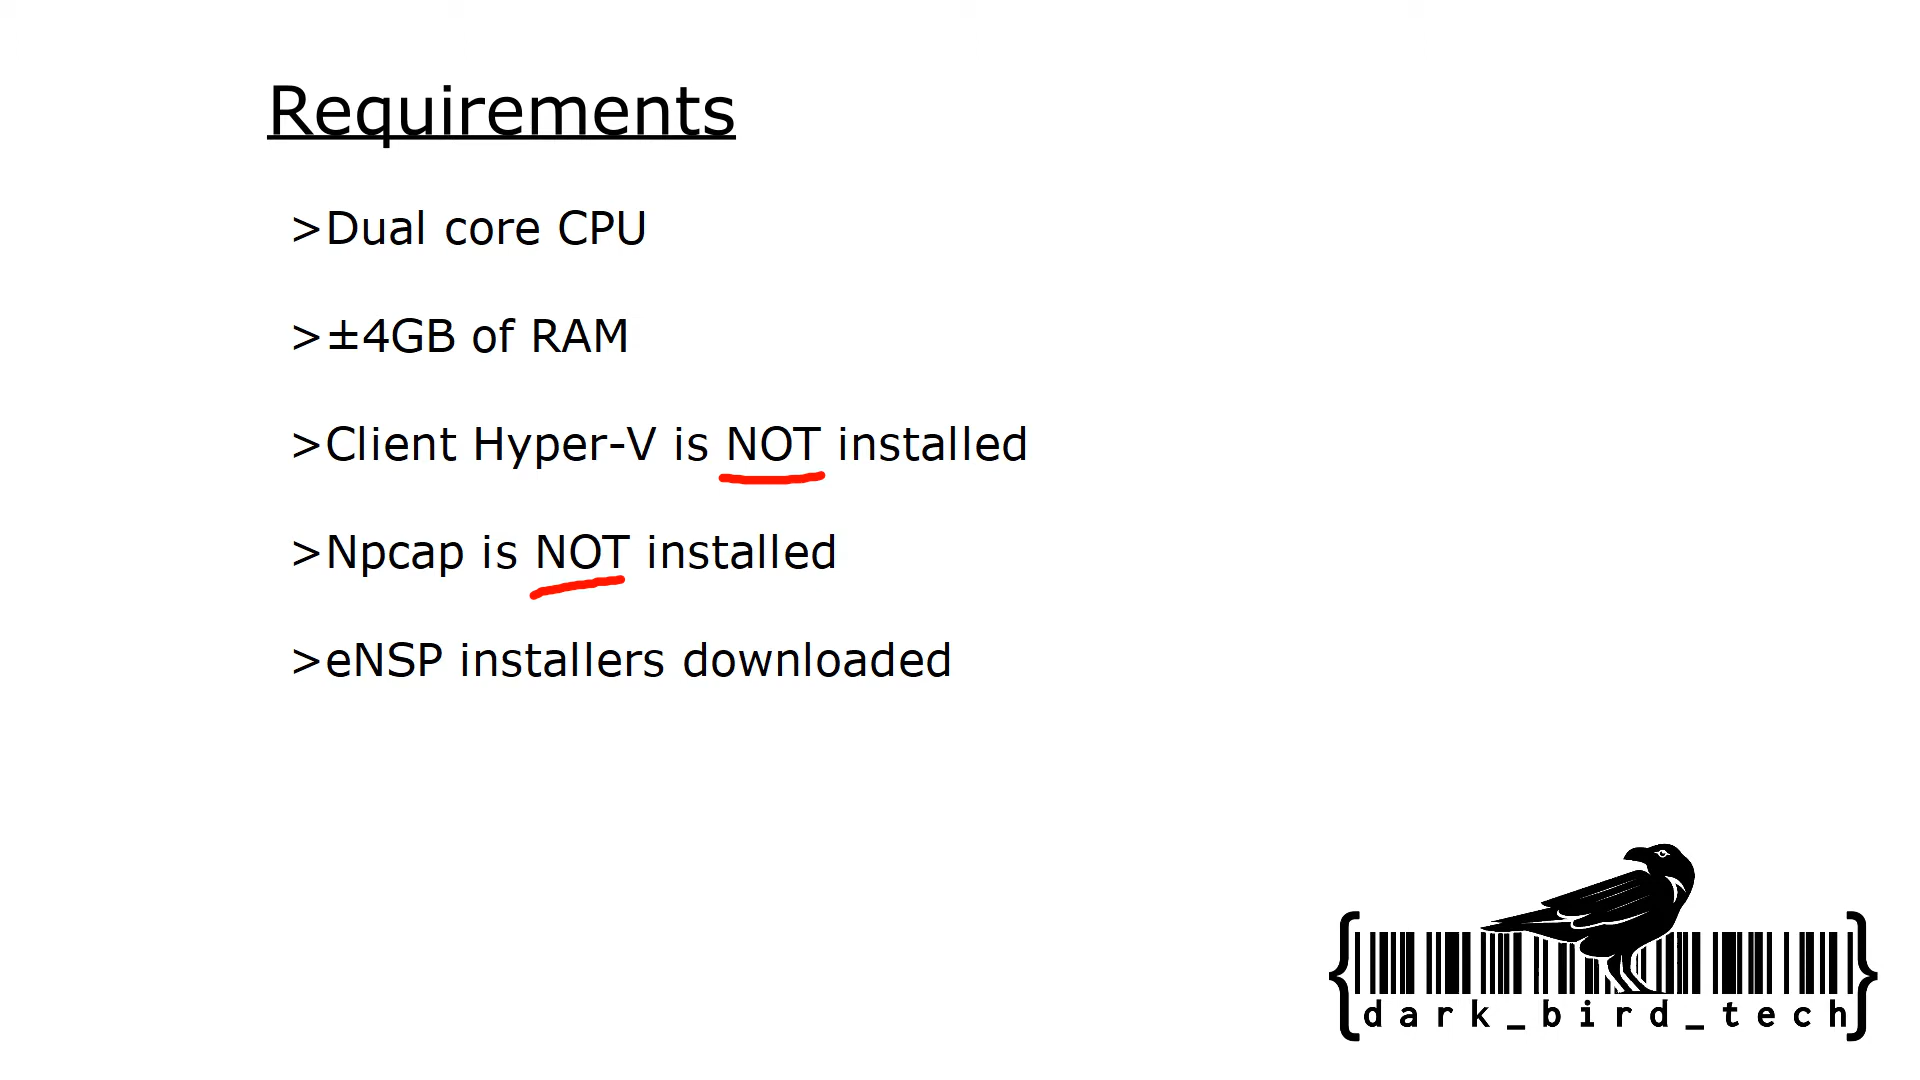 Requirements
>Dual core CPU
>±4GB of RAM
>Client Hyper-V is NOT installed
>Npcap is NOT installed
>eNSP installers downloaded
{dark_bird_tech}